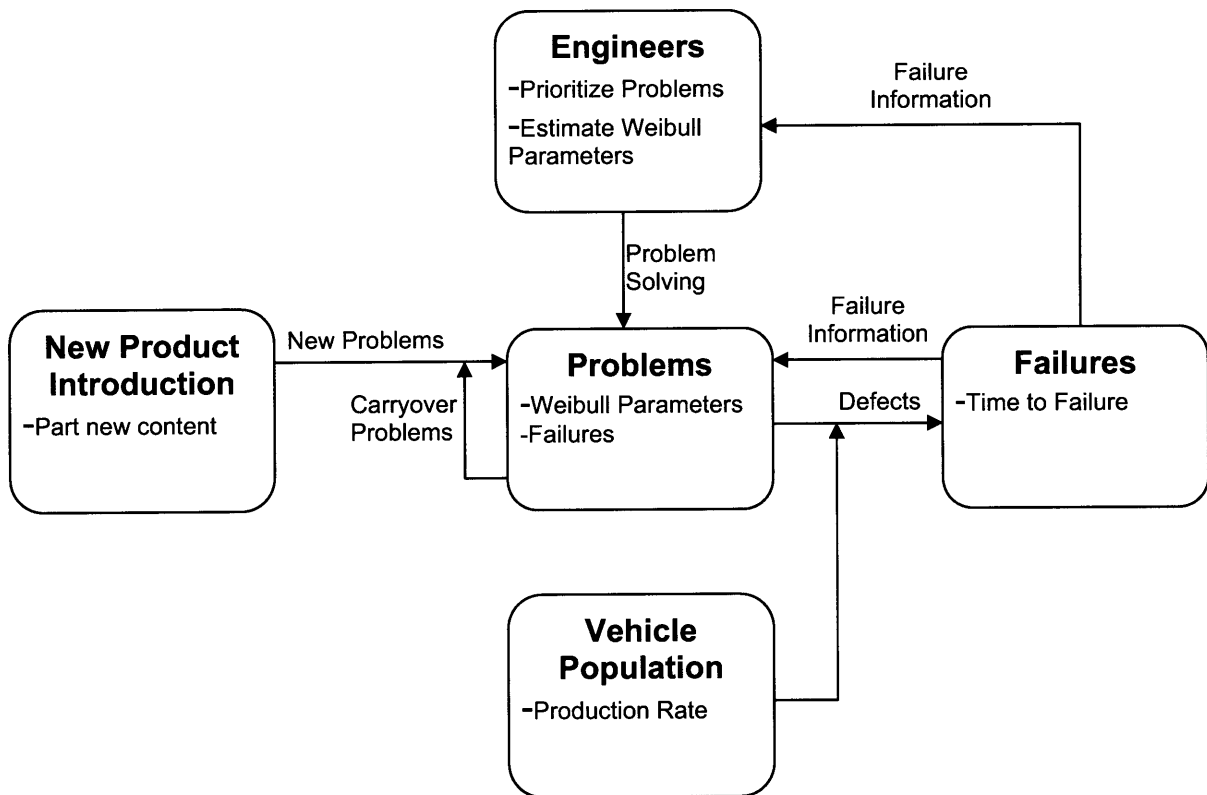 Engineers
-Prioritize Problems
-Estimate Weibull
Parameters
Failure
Information
Problem
Solving
New Product
Introduction
-Part new content
New Problems
Carryover
Problems
Problems
-Weibull Parameters
-Failures
Failure
Information
Defects
Failures
-Time to Failure
Vehicle
Population
-Production Rate